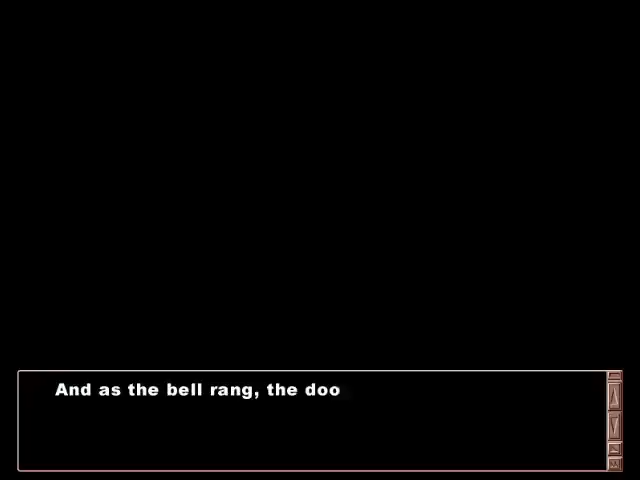 And as the bell rang, the doo